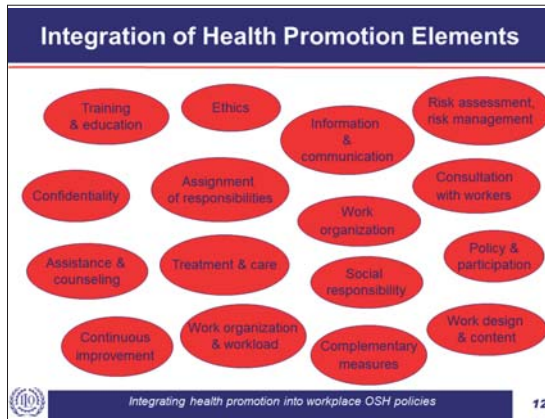 Integration of Health Promotion Elements
Training
& education
Ethics
Information
&
communication
Risk assessment,
risk management
Confidentiality
Assignment
of responsibilities
Consultation
with workers
Work
organization
Assistance &
counseling
Treatment & care
Social
responsibility
Policy &
participation
Continuous
improvement
Work organization
& workload
Complementary
measures
Work design
& content
Integrating health promotion into workplace OSH policies
12